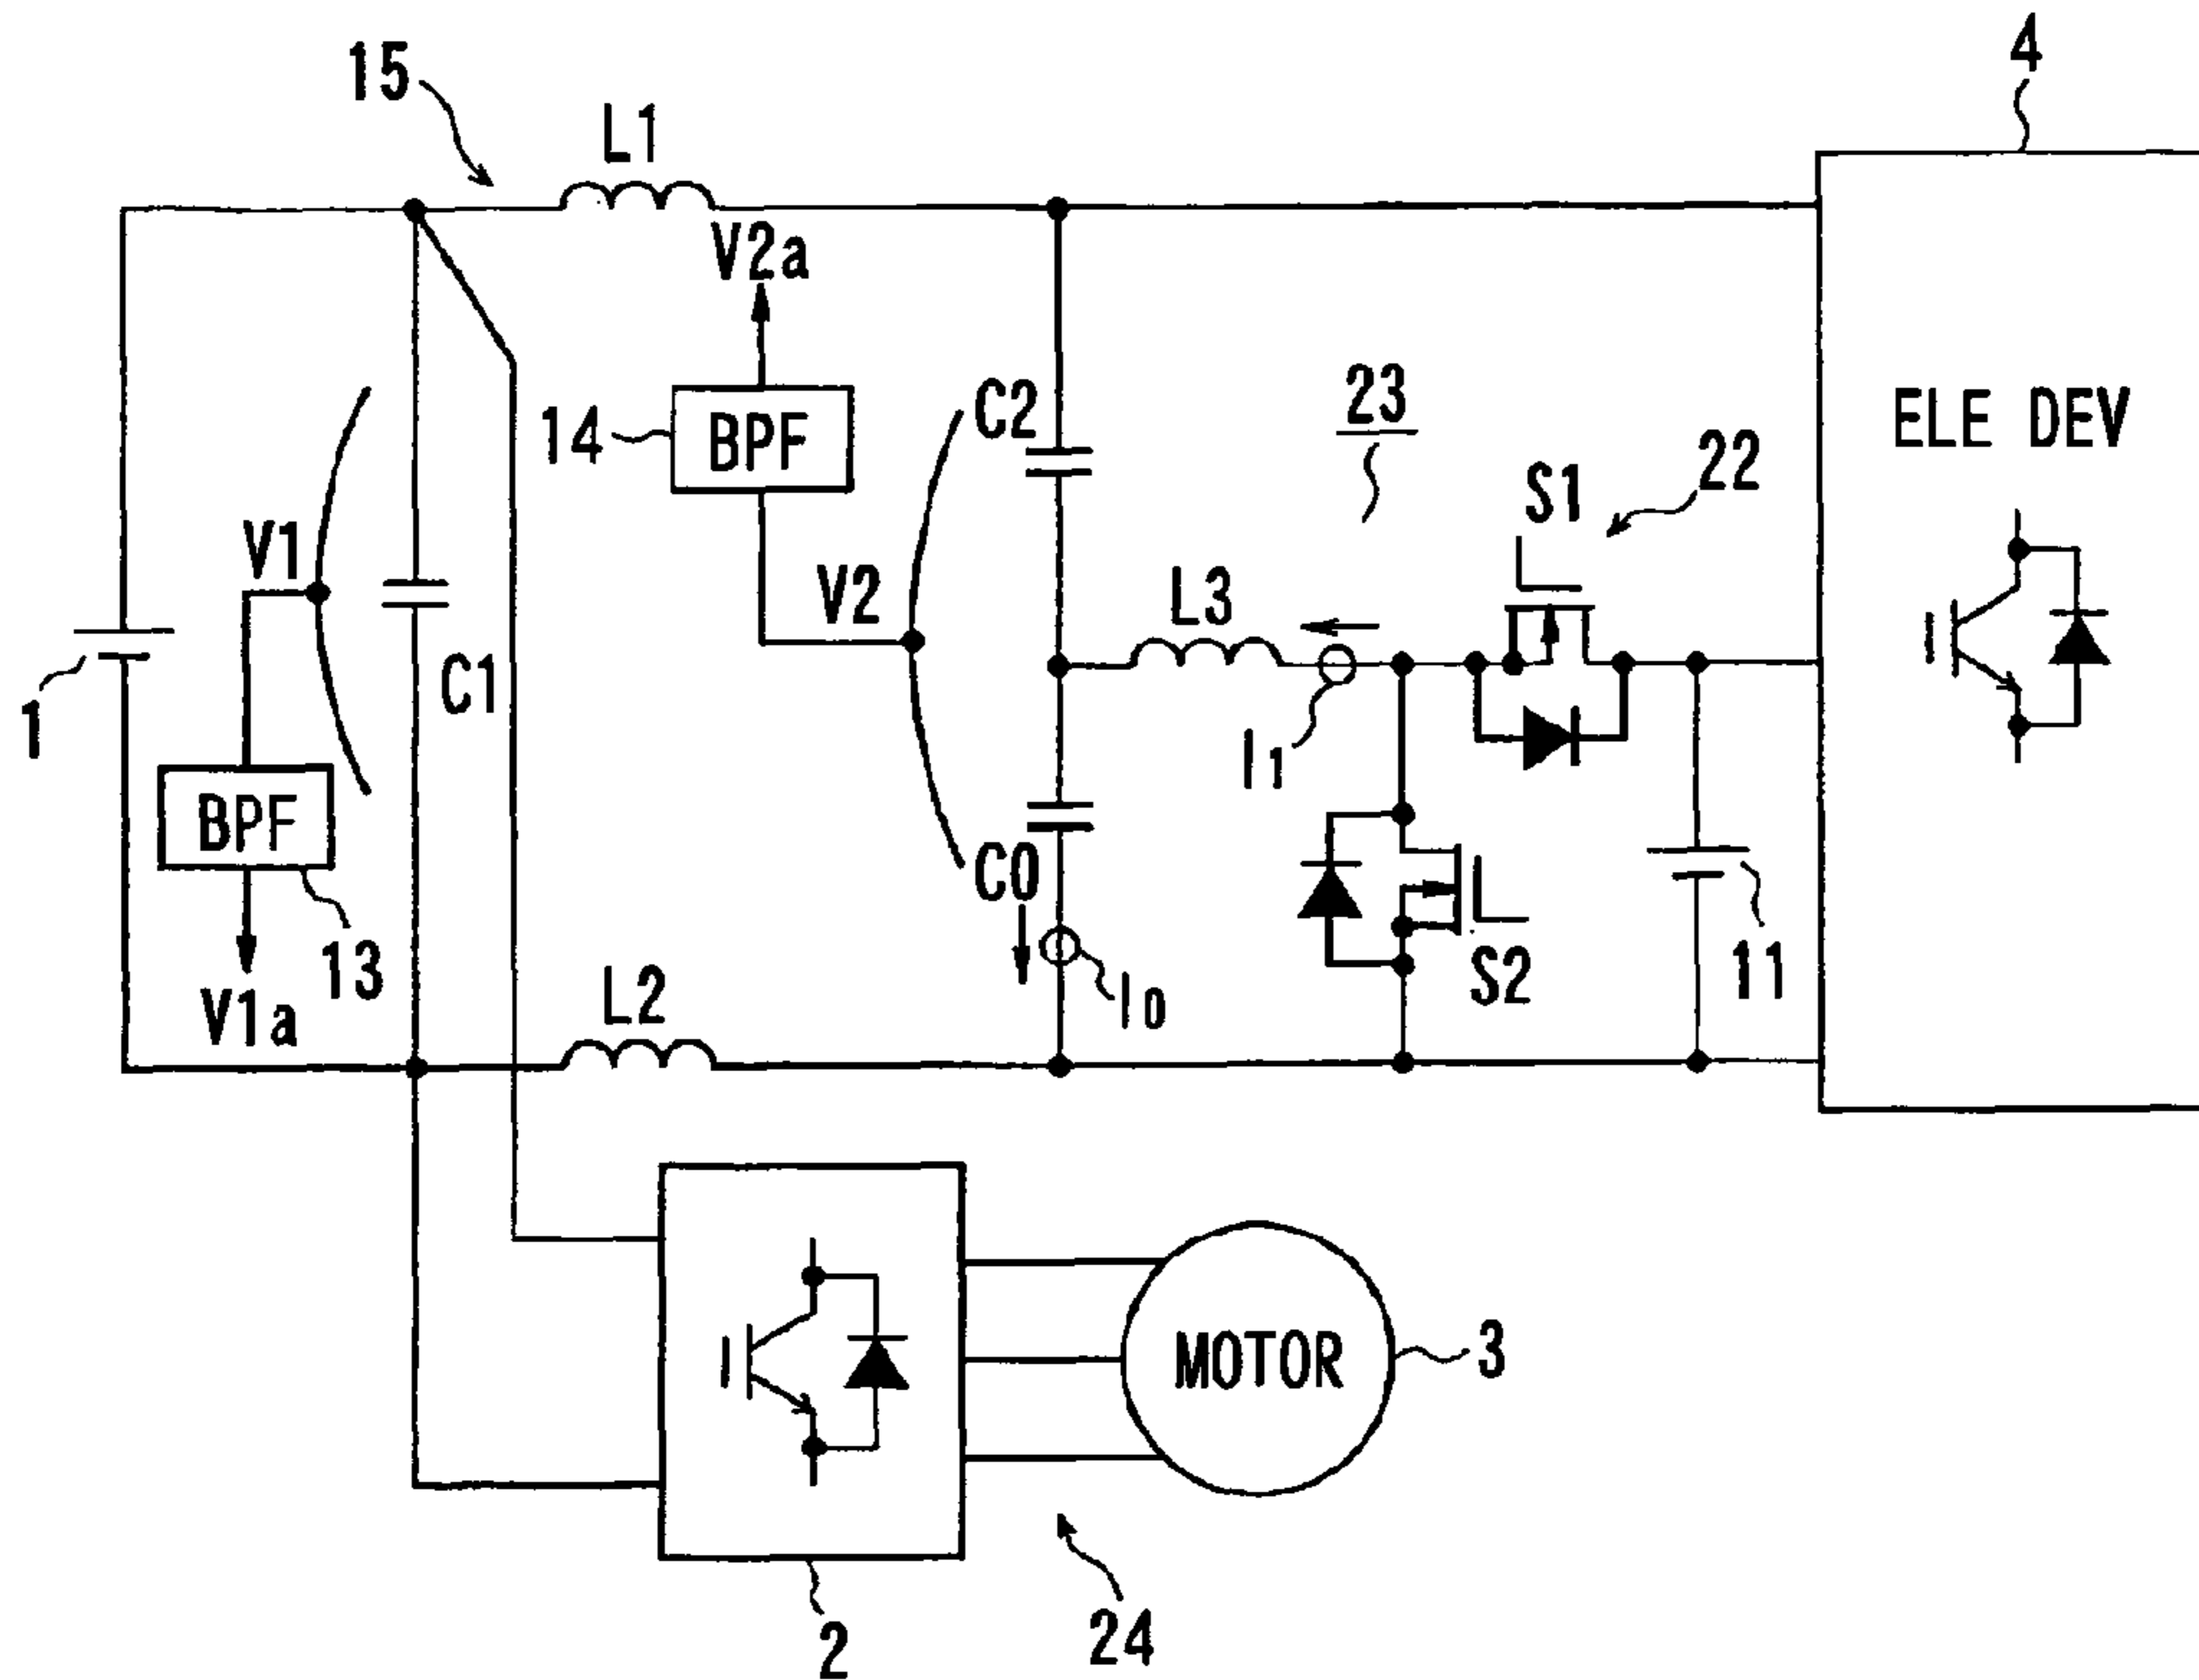 4
15
L1
V2a
C2
23
ELE DEV
14
BPF
S1
22
V1
V2
L3
C1
1
I1
BPF
C0
13
L2
S2
11
V1a
I0
MOTOR
3
2
24